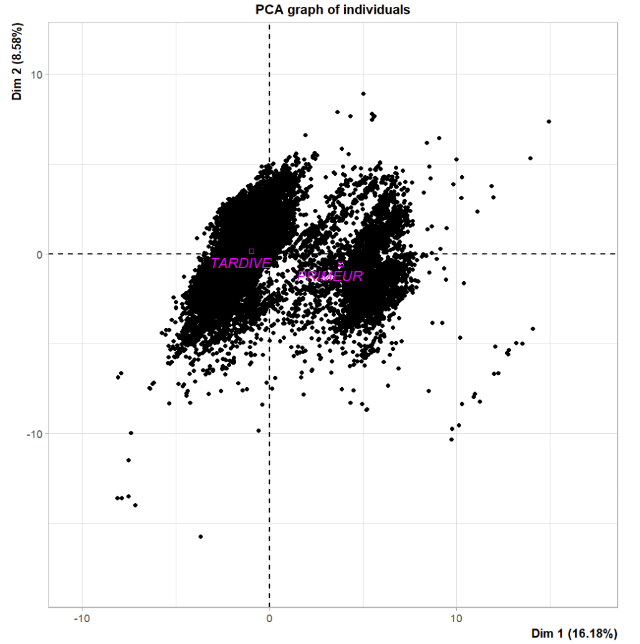 PCA graph of individuals
Dim 2 (8.58%)
10
0
-10
TARDIVE
PRIMEUR
-10
0
10
Dim 1 (16.18%)